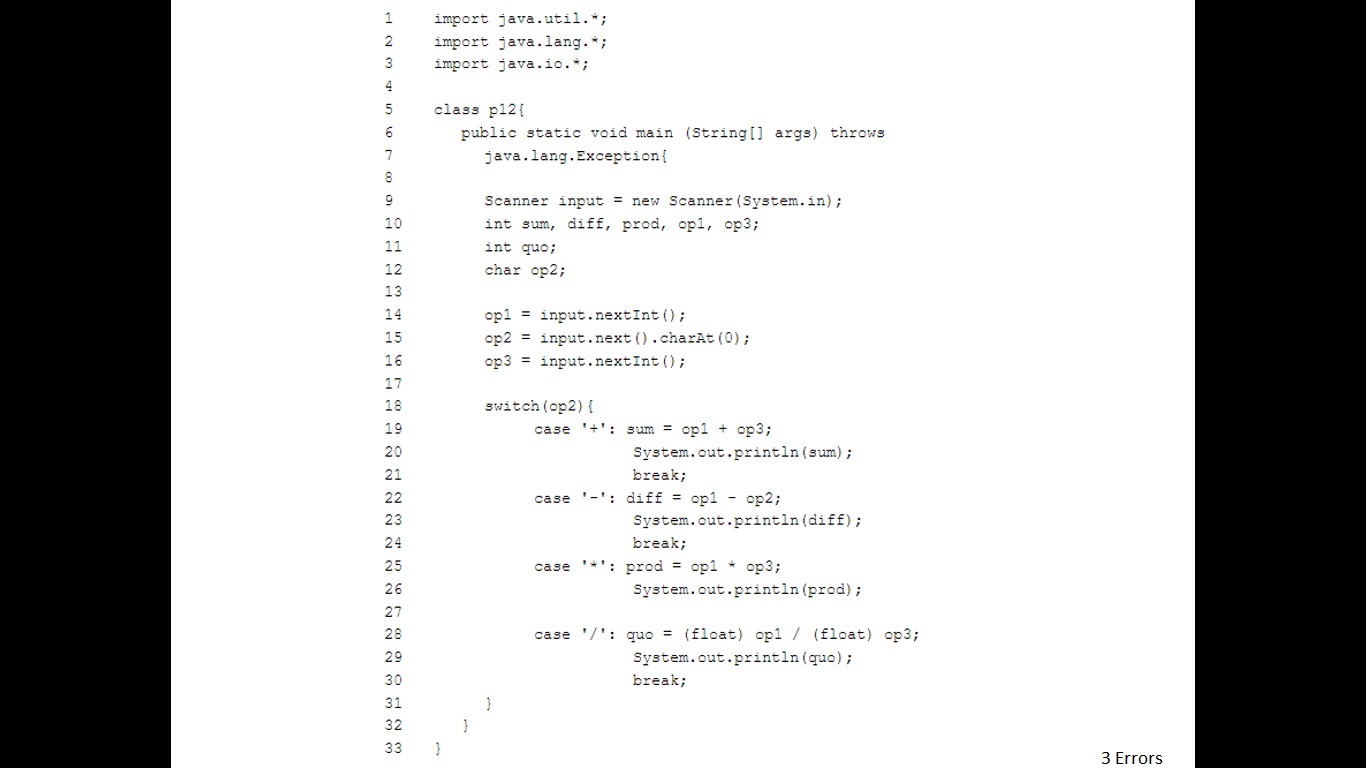 1 import java.util.*;
2 import java.lang.*;
3 import java.io.*;
4
5 class p12{
6 public static void main (String[] args) throws
7 java.lang.Exception{
8
9 Scanner input = new Scanner(System.in);
10 int sum, diff, prod, op1, op3;
11 int quo;
12 char op2;
13
14 op1 = input.nextInt();
15 op2 = input.next().charAt(0);
16 op3 = input.nextInt();
17
18 switch(op2){
19 case '+': sum = op1 + op3;
20 System.out.println(sum);
21 break;
22 case '-': diff = op1 - op2;
23 System.out.println(diff);
24 break;
25 case '*': prod = op1 * op3;
26 System.out.println(prod);
27
28 case '/': quo = (float) op1 / (float) op3;
29 System.out.println(quo);
30 break;
31 }
32 }
33 }
3 Errors